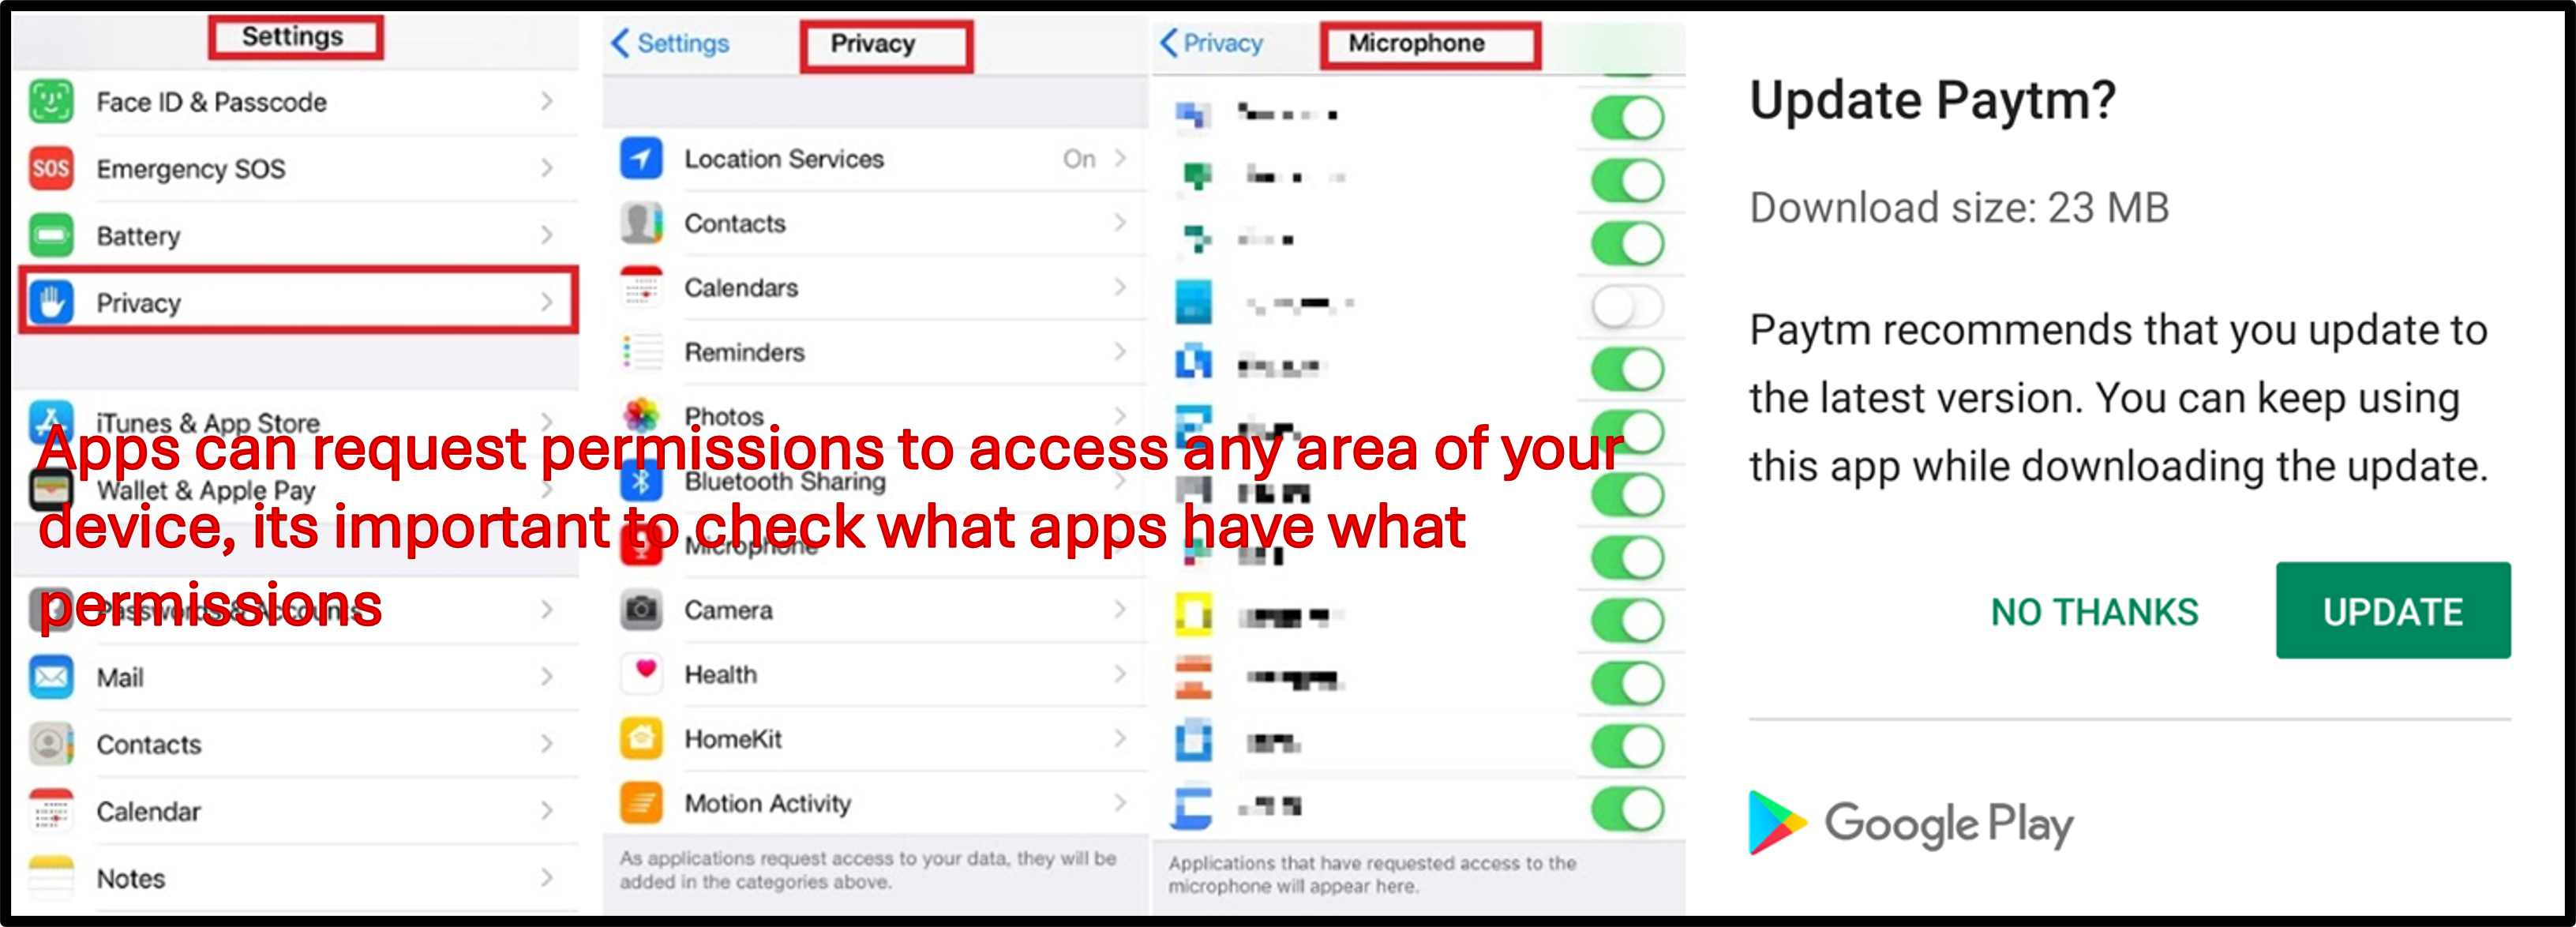 Settings
Face ID & Passcode
SOS
Emergency SOS
Battery
Privacy
iTunes & App Store
Wallet & Apple Pay
Passwords & Accounts
Mail
Contacts
Calendar
Notes
Settings
Privacy
Location Services
On
Contacts
Calendars
Reminders
Photos
Bluetooth Sharing
Microphone
Camera
Health
HomeKit
Motion Activity
As applications request access to your data, they will be
added in the categories above.
Privacy
Microphone
Applications that have requested access to the
microphone will appear here.
Apps can request permissions to access any area of your
device, its important to check what apps have what
permissions
Update Paytm?
Download size: 23 MB
Paytm recommends that you update to
the latest version. You can keep using
this app while downloading the update.
NO THANKS
UPDATE
Google Play